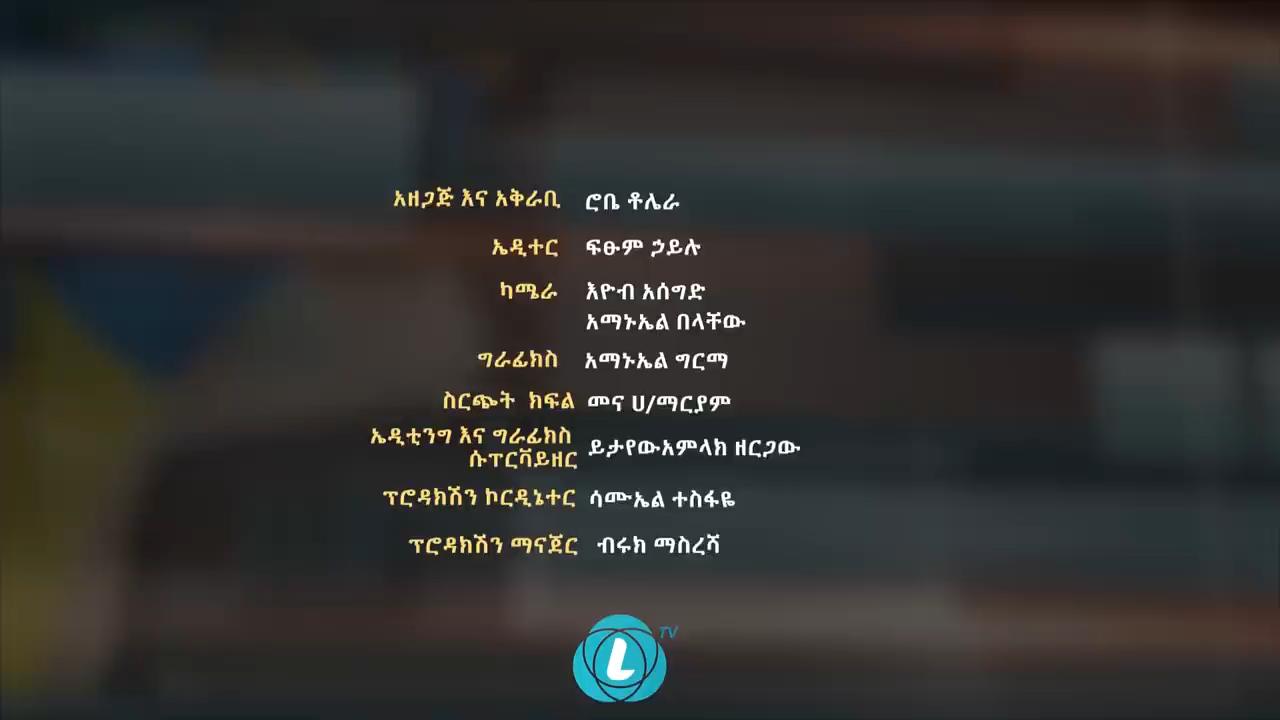 አዘጋጅ እና አቅራቢ ሮቤ ቶሌራ
ኤዲተር ፍፁም ኃይሉ
ካሜራ እዮብ አሰግድ
አማኑኤል በላቸው
ግራፊክስ አማኑኤል ግርማ
ስርጭት ክፍል መና ሀ/ማርያም
ኤዲቲንግ እና ግራፊክስ
ሱፐርቫይዘር ይታየውአምላክ ዘርጋው
ፕሮዳክሽን ኮርዲኔተር ሳሙኤል ተስፋዬ
ፕሮዳክሽን ማናጀር ብሩክ ማስረሻ
L TV